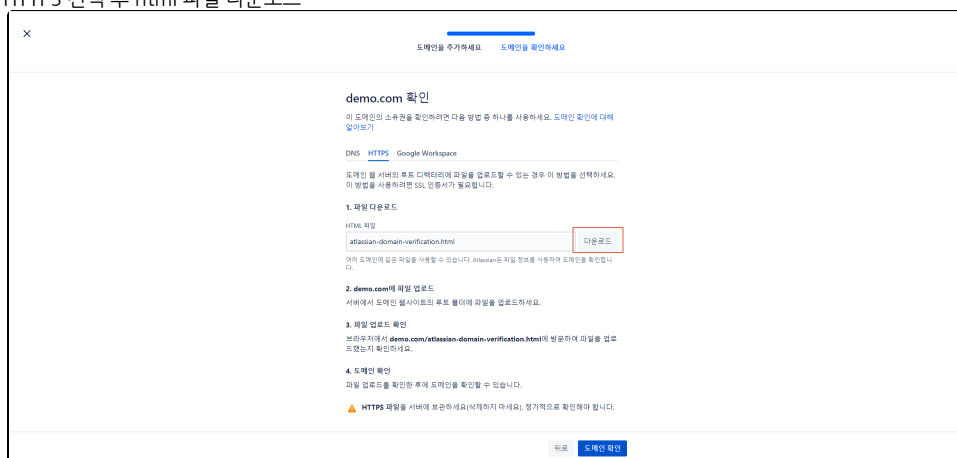 HTTPS 선택 후 html 파일 다운로드
도메인을 추가하세요 도메인을 확인하세요
demo.com 확인
이 도메인의 소유권을 확인하려면 다음 방법 중 하나를 사용하세요. 도메인 확인에 대해
알아보기
DNS HTTPS Google Workspace
도메인 웹 서버의 루트 디렉터리에 파일을 업로드할 수 있는 경우 이 방법을 선택하세요.
이 방법을 사용하려면 SSL 인증서가 필요합니다.
1. 파일 다운로드
HTML 파일
atlassian-domain-verification.html 다운로드
여러 도메인에 같은 파일을 사용할 수 있습니다. Atlassian은 파일 정보를 사용하여 도메인을 확인합니
다.
2. demo.com에 파일 업로드
서버에서 도메인 웹사이트의 루트 폴더에 파일을 업로드하세요.
3. 파일 업로드 확인
브라우저에서 demo.com/atlassian-domain-verification.html에 방문하여 파일을 업로
드했는지 확인하세요.
4. 도메인 확인
파일 업로드를 확인한 후에 도메인을 확인할 수 있습니다.
HTTPS 파일을 서버에 보관하세요(삭제하지 마세요). 정기적으로 확인해야 합니다.
뒤로 도메인 확인